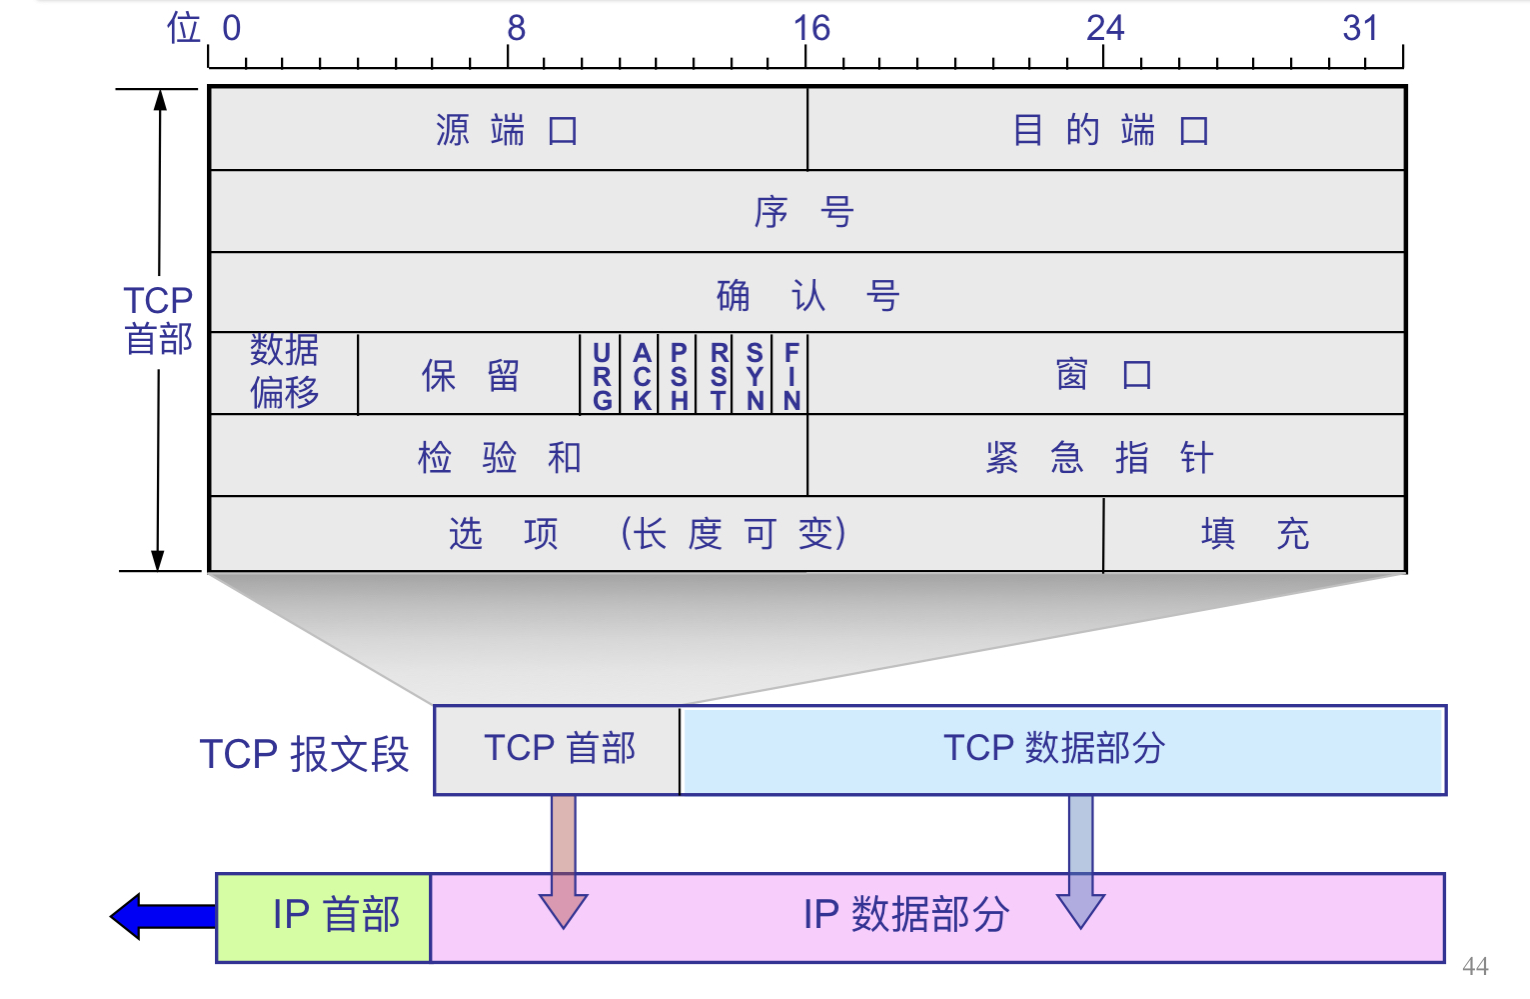 位 0 8 16 24 31
源 端 口 目 的 端 口
序 号
确 认 号
TCP
首部
数据
偏移
保 留
URG ACK PSH RST SYN FIN
窗 口
检 验 和 紧 急 指 针
选 项 (长 度 可 变) 填 充
TCP 报文段 TCP 首部 TCP 数据部分
IP 首部 IP 数据部分
44